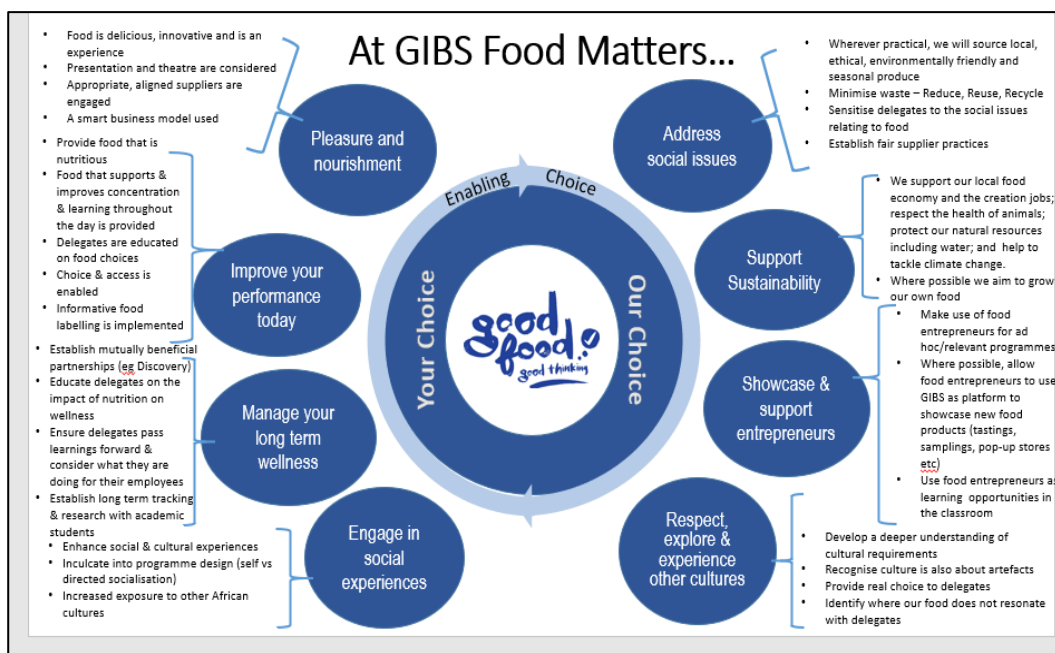 At GIBS Food Matters...
• Food is delicious, innovative and is an
experience
• Presentation and theatre are considered
• Appropriate, aligned suppliers are
engaged
• A smart business model used
Pleasure and
nourishment
• Provide food that is
nutritious
• Food that supports &
improves concentration
& learning throughout
the day is provided
• Delegates are educated
on food choices
• Choice & access is
enabled
• Informative food
labelling is implemented
Improve your
performance
today
• Establish mutually beneficial
partnerships (eg Discovery)
• Educate delegates on the
impact of nutrition on
wellness
• Ensure delegates pass
learnings forward &
consider what they are
doing for their employees
• Establish long term tracking
& research with academic
students
Manage your
long term
wellness
• Enhance social & cultural experiences
• Inculcate into programme design (self vs
directed socialisation)
• Increased exposure to other African
cultures
Engage in
social
experiences
Enabling Choice
Your Choice
Our Choice
good
food!
good thinking
Address
social issues
• Wherever practical, we will source local,
ethical, environmentally friendly and
seasonal produce
• Minimise waste – Reduce, Reuse, Recycle
• Sensitise delegates to the social issues
relating to food
• Establish fair supplier practices
Support
Sustainability
• We support our local food
economy and the creation jobs;
respect the health of animals;
protect our natural resources
including water; and help to
tackle climate change.
• Where possible we aim to grow
our own food
Showcase &
support
entrepreneurs
• Make use of food
entrepreneurs for ad
hoc/relevant programmes
• Where possible, allow
food entrepreneurs to use
GIBS as platform to
showcase new food
products (tastings,
samplings, pop-up stores
etc)
• Use food entrepreneurs as
learning opportunities in
the classroom
Respect,
explore &
experience
other cultures
• Develop a deeper understanding of
cultural requirements
• Recognise culture is also about artefacts
• Provide real choice to delegates
• Identify where our food does not resonate
with delegates